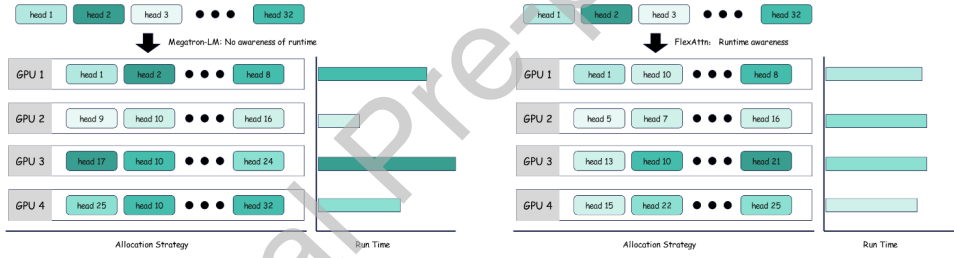 head 1 head 2 head 3 ● ● ● head 32
Megatron-LM: No awareness of runtime
GPU 1 head 1 head 2 ● ● ● head 8
GPU 2 head 9 head 10 ● ● ● head 16
GPU 3 head 17 head 10 ● ● ● head 24
GPU 4 head 25 head 10 ● ● ● head 32
Allocation Strategy Run Time
head 1 head 2 head 3 ● ● ● head 32
FlexAttn: Runtime awareness
GPU 1 head 1 head 10 ● ● ● head 8
GPU 2 head 5 head 7 ● ● ● head 16
GPU 3 head 13 head 10 ● ● ● head 21
GPU 4 head 15 head 22 ● ● ● head 25
Allocation Strategy Run Time
al Pre-p